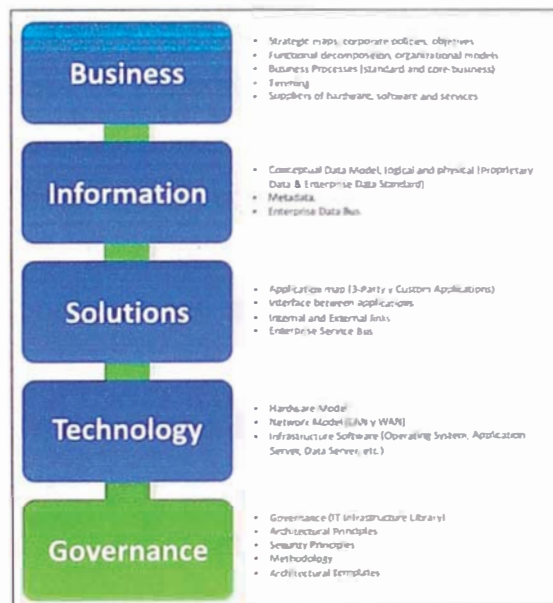 Business
• Strategic maps, corporate policies, objectives
• Functional decomposition, organizational models
• Business Processes (standard and core-business)
• Timming
• Suppliers of hardware, software and services
Information
• Conceptual Data Model, logical and physical (Proprietary
Data & Enterprise Data Standard)
• Metadata.
• Enterprise Data Bus
Solutions
• Application map (3-Party y Custom Applications)
• Interface between applications
• Internal and External links
• Enterprise Service Bus
Technology
• Hardware Model
• Network Model (LAN y WAN)
• Infrastructure Software (Operating System, Application
Server, Data Server, etc.)
Governance
• Governance (IT Infrastructure Library)
• Architectural Principles
• Security Principles
• Methodology
• Architectural Templates